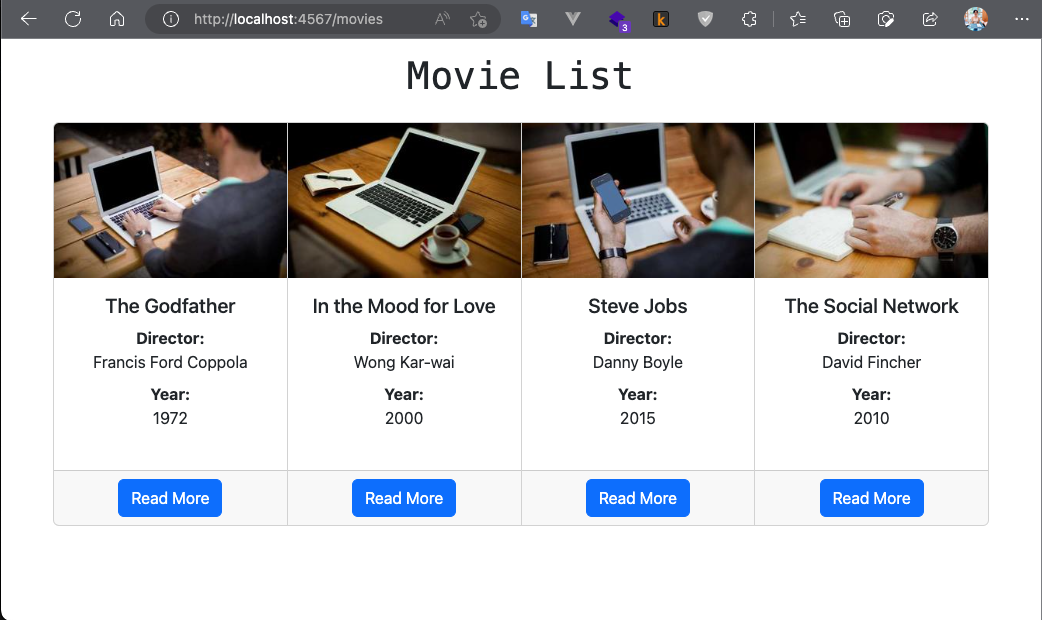 http://localhost:4567/movies
3
k
Movie List
The Godfather
Director:
Francis Ford Coppola
Year:
1972
Read More
In the Mood for Love
Director:
Wong Kar-wai
Year:
2000
Read More
Steve Jobs
Director:
Danny Boyle
Year:
2015
Read More
The Social Network
Director:
David Fincher
Year:
2010
Read More